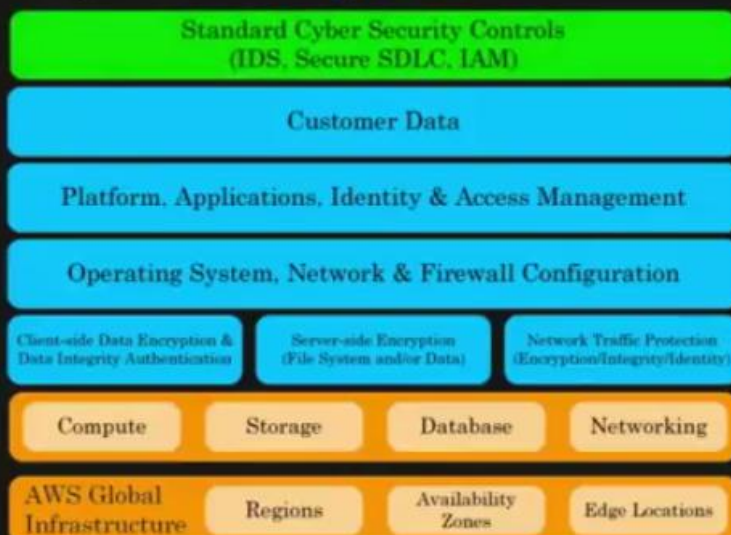 Standard Cyber Security Controls
(IDS, Secure SDLC, IAM)
Customer Data
Platform, Applications, Identity & Access Management
Operating System, Network & Firewall Configuration
Client-side Data Encryption &
Data Integrity Authentication
Server-side Encryption
(File System and/or Data)
Network Traffic Protection
(Encryption/Integrity/Identity)
Compute
Storage
Database
Networking
AWS Global
Infrastructure
Regions
Availability
Zones
Edge Locations